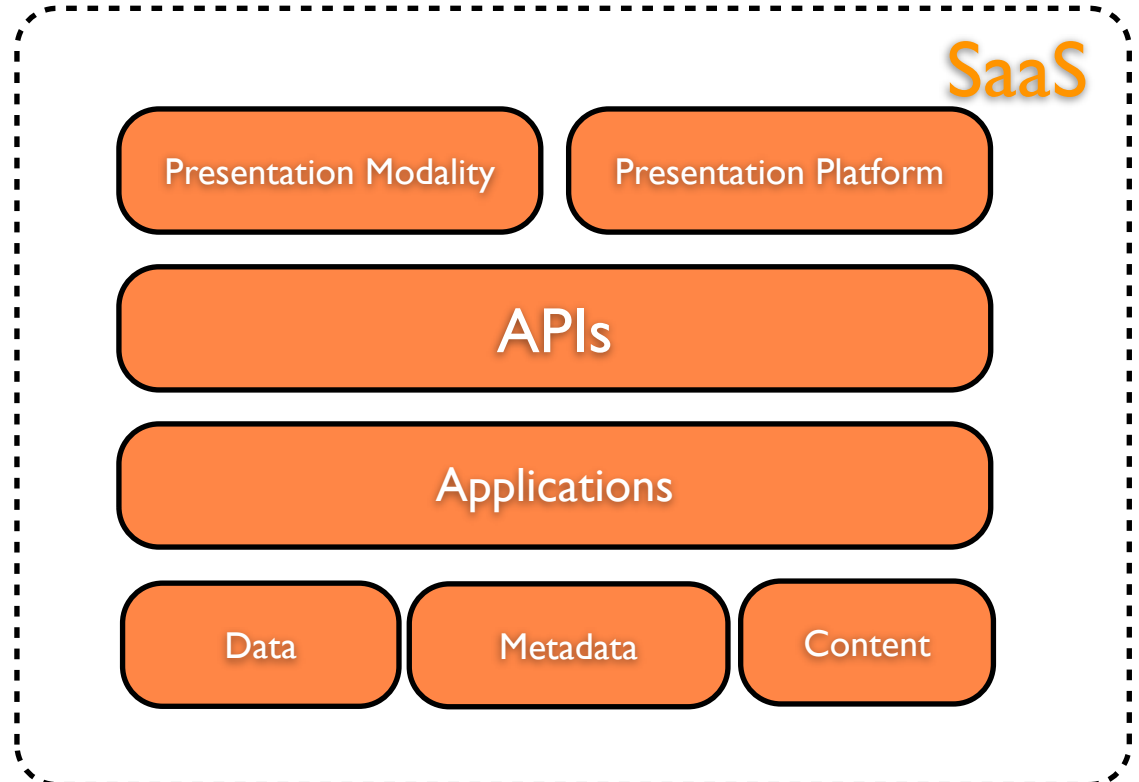 SaaS
Presentation Modality
Presentation Platform
APIs
Applications
Data
Metadata
Content